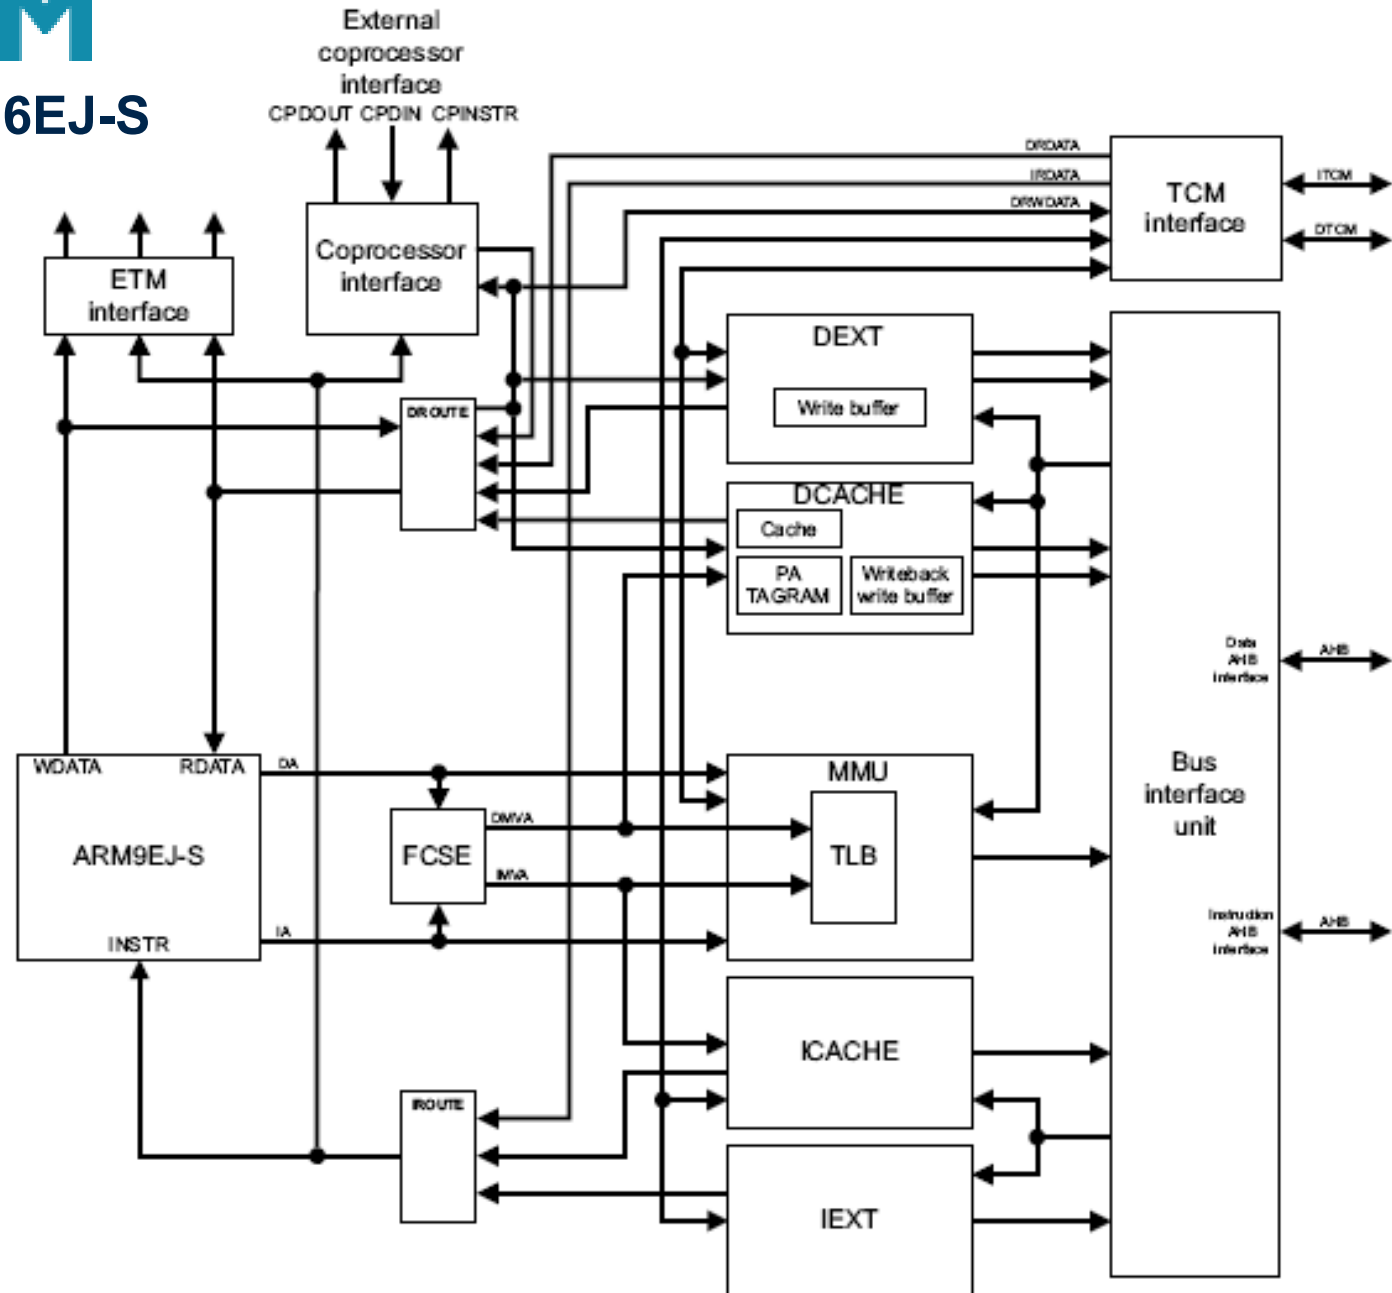 6EJ-S
External
coprocessor
interface
CPDOUT CPDIN CPINSTR
DRDATA
IRDATA
DRWDATA
TCM
interface
ITCM
DTCM
ETM
interface
Coprocessor
interface
DROUTE
DEXT
Write buffer
DCACHE
Cache
PA
TAGRAM
Writeback
write buffer
Data
AHB
interface
AHB
WDATA
RDATA
DA
ARM9EJ-S
INSTR
IA
FCSE
DMVA
IMVA
MMU
TLB
Bus
interface
unit
Instruction
AHB
interface
AHB
ICACHE
IROUTE
IEXT